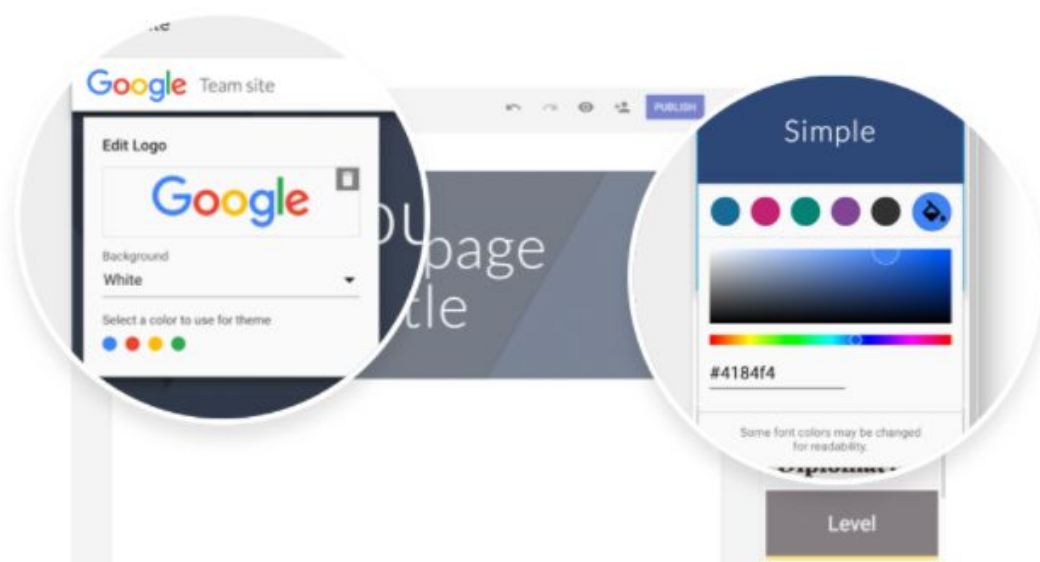 Google Team site
PUBLISH
Edit Logo
Google
Background
White
Select a color to use for theme
page
Simple
#4184f4
Some font colors may be changed
for readability.
Level